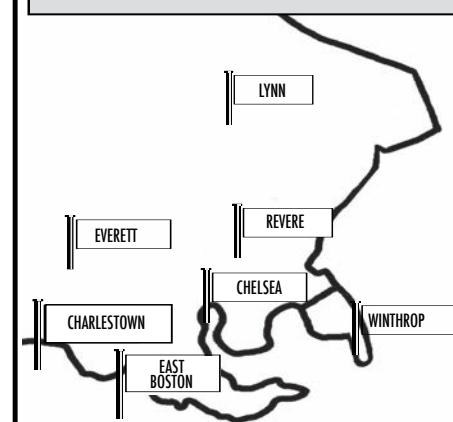 LYNN
REVERE
EVERETT
CHELSEA
CHARLESTOWN
WINTHROP
EAST
BOSTON